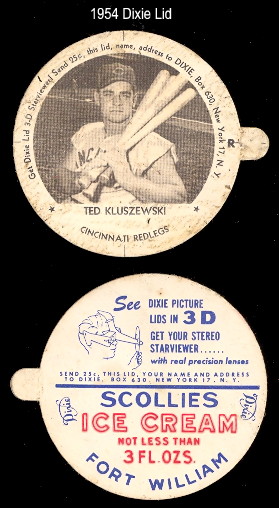 1954 Dixie Lid
Get Dixie Lid 3-D Starviewer! Send 25¢, this lid, name, address to DIXIE, Box 630, New York 17, N. Y.
R
CINC
TED KLUSZEWSKI
CINCINNATI REDLEGS
See DIXIE PICTURE
LIDS IN 3D
GET YOUR STEREO
STARVIEWER......
with real precision lenses
SEND 25¢, THIS LID, YOUR NAME AND ADDRESS
TO DIXIE, BOX 630, NEW YORK 17, N. Y.
Dixie SCOLLIES Dixie
ICE CREAM
NOT LESS THAN
3 FL. OZS.
FORT WILLIAM